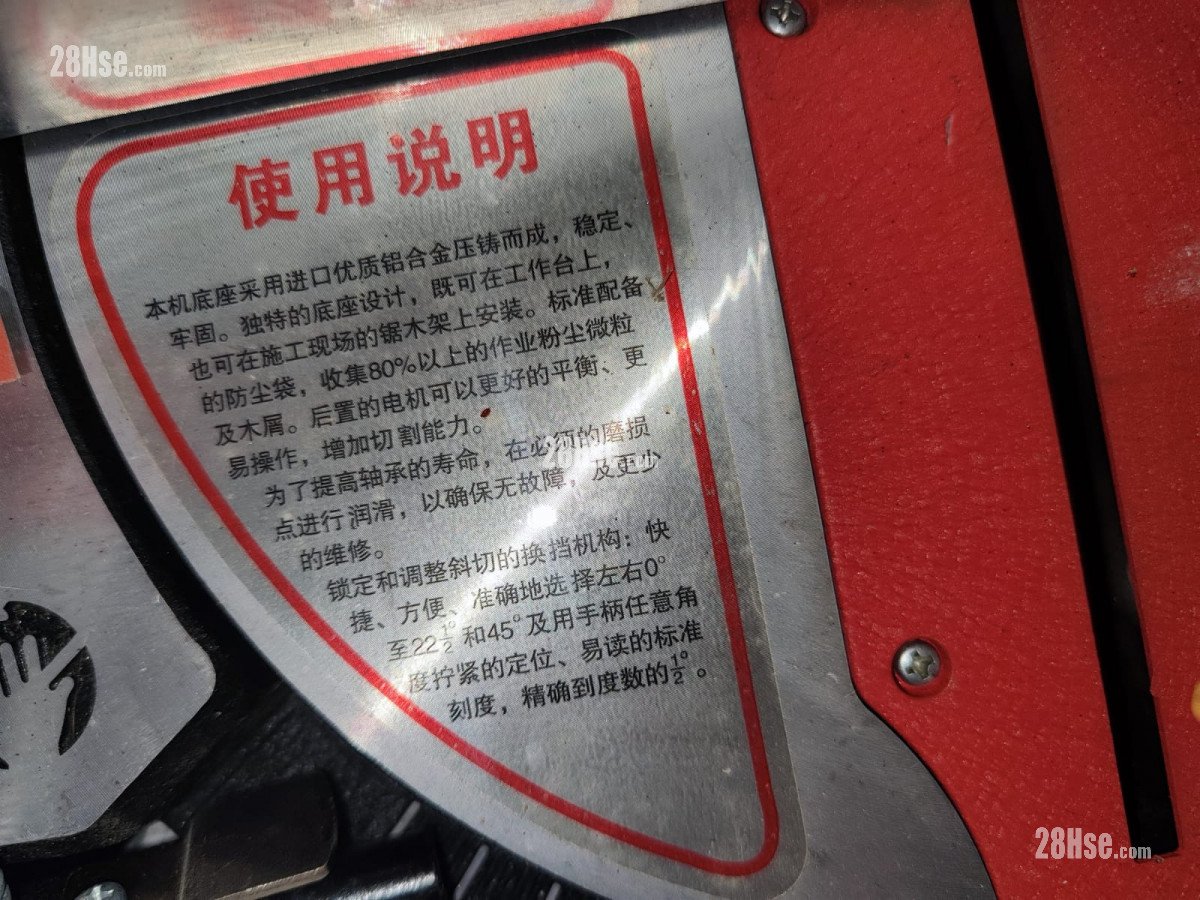 28Hse.com
使用说明
本机底座采用进口优质铝合金压铸而成，稳定、
牢固。独特的底座设计，既可在工作台上，
也可在施工现场的锯木架上安装。标准配备
的防尘袋，收集80%以上的作业粉尘微粒
及木屑。后置的电机可以更好的平衡、更
易操作，增加切割能力。
为了提高轴承的寿命，在必须的磨损
点进行润滑，以确保无故障，及更少
的维修。
锁定和调整斜切的换挡机构：快
捷、方便、准确地选择左右0°
至22½°和45°及用手柄任意角
度拧紧的定位、易读的标准
刻度，精确到度数的½°。
28Hse.com
28Hse.com